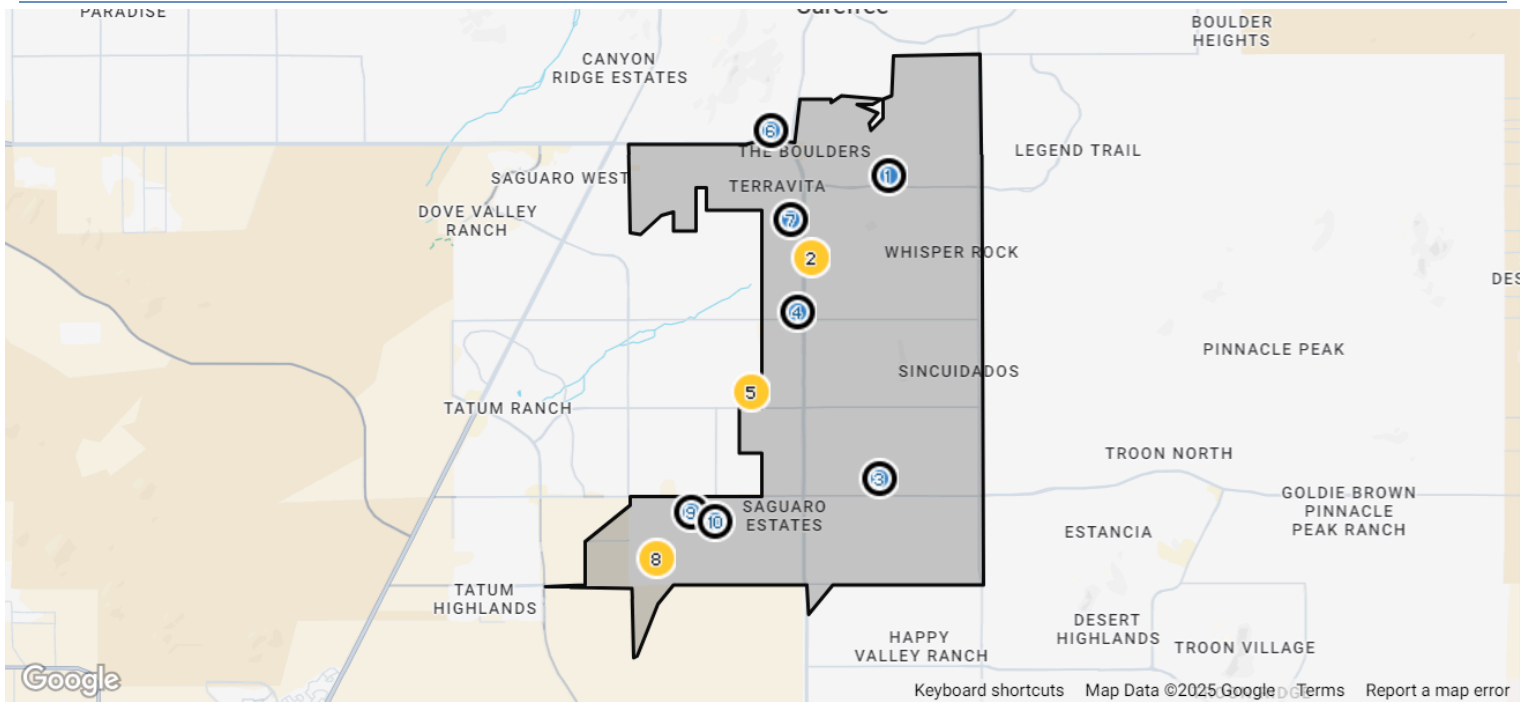 PARADISE
BOULDER
HEIGHTS
CANYON
RIDGE ESTATES
6
THE BOULDERS
LEGEND TRAIL
1
SAGUARO WEST
TERRAVITA
DOVE VALLEY
RANCH
7
2
WHISPER ROCK
DES
4
PINNACLE PEAK
SINCUIDADOS
5
TATUM RANCH
TROON NORTH
3
GOLDIE BROWN
PINNACLE
PEAK RANCH
9
10
SAGUARO
ESTATES
ESTANCIA
8
TATUM
HIGHLANDS
DESERT
HIGHLANDS
HAPPY
VALLEY RANCH
TROON VILLAGE
Google
Keyboard shortcuts Map Data ©2025 Google Terms Report a map error